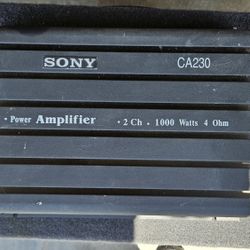 SONY CA230
• Power Amplifier • 2 Ch • 1000 Watts 4 Ohm